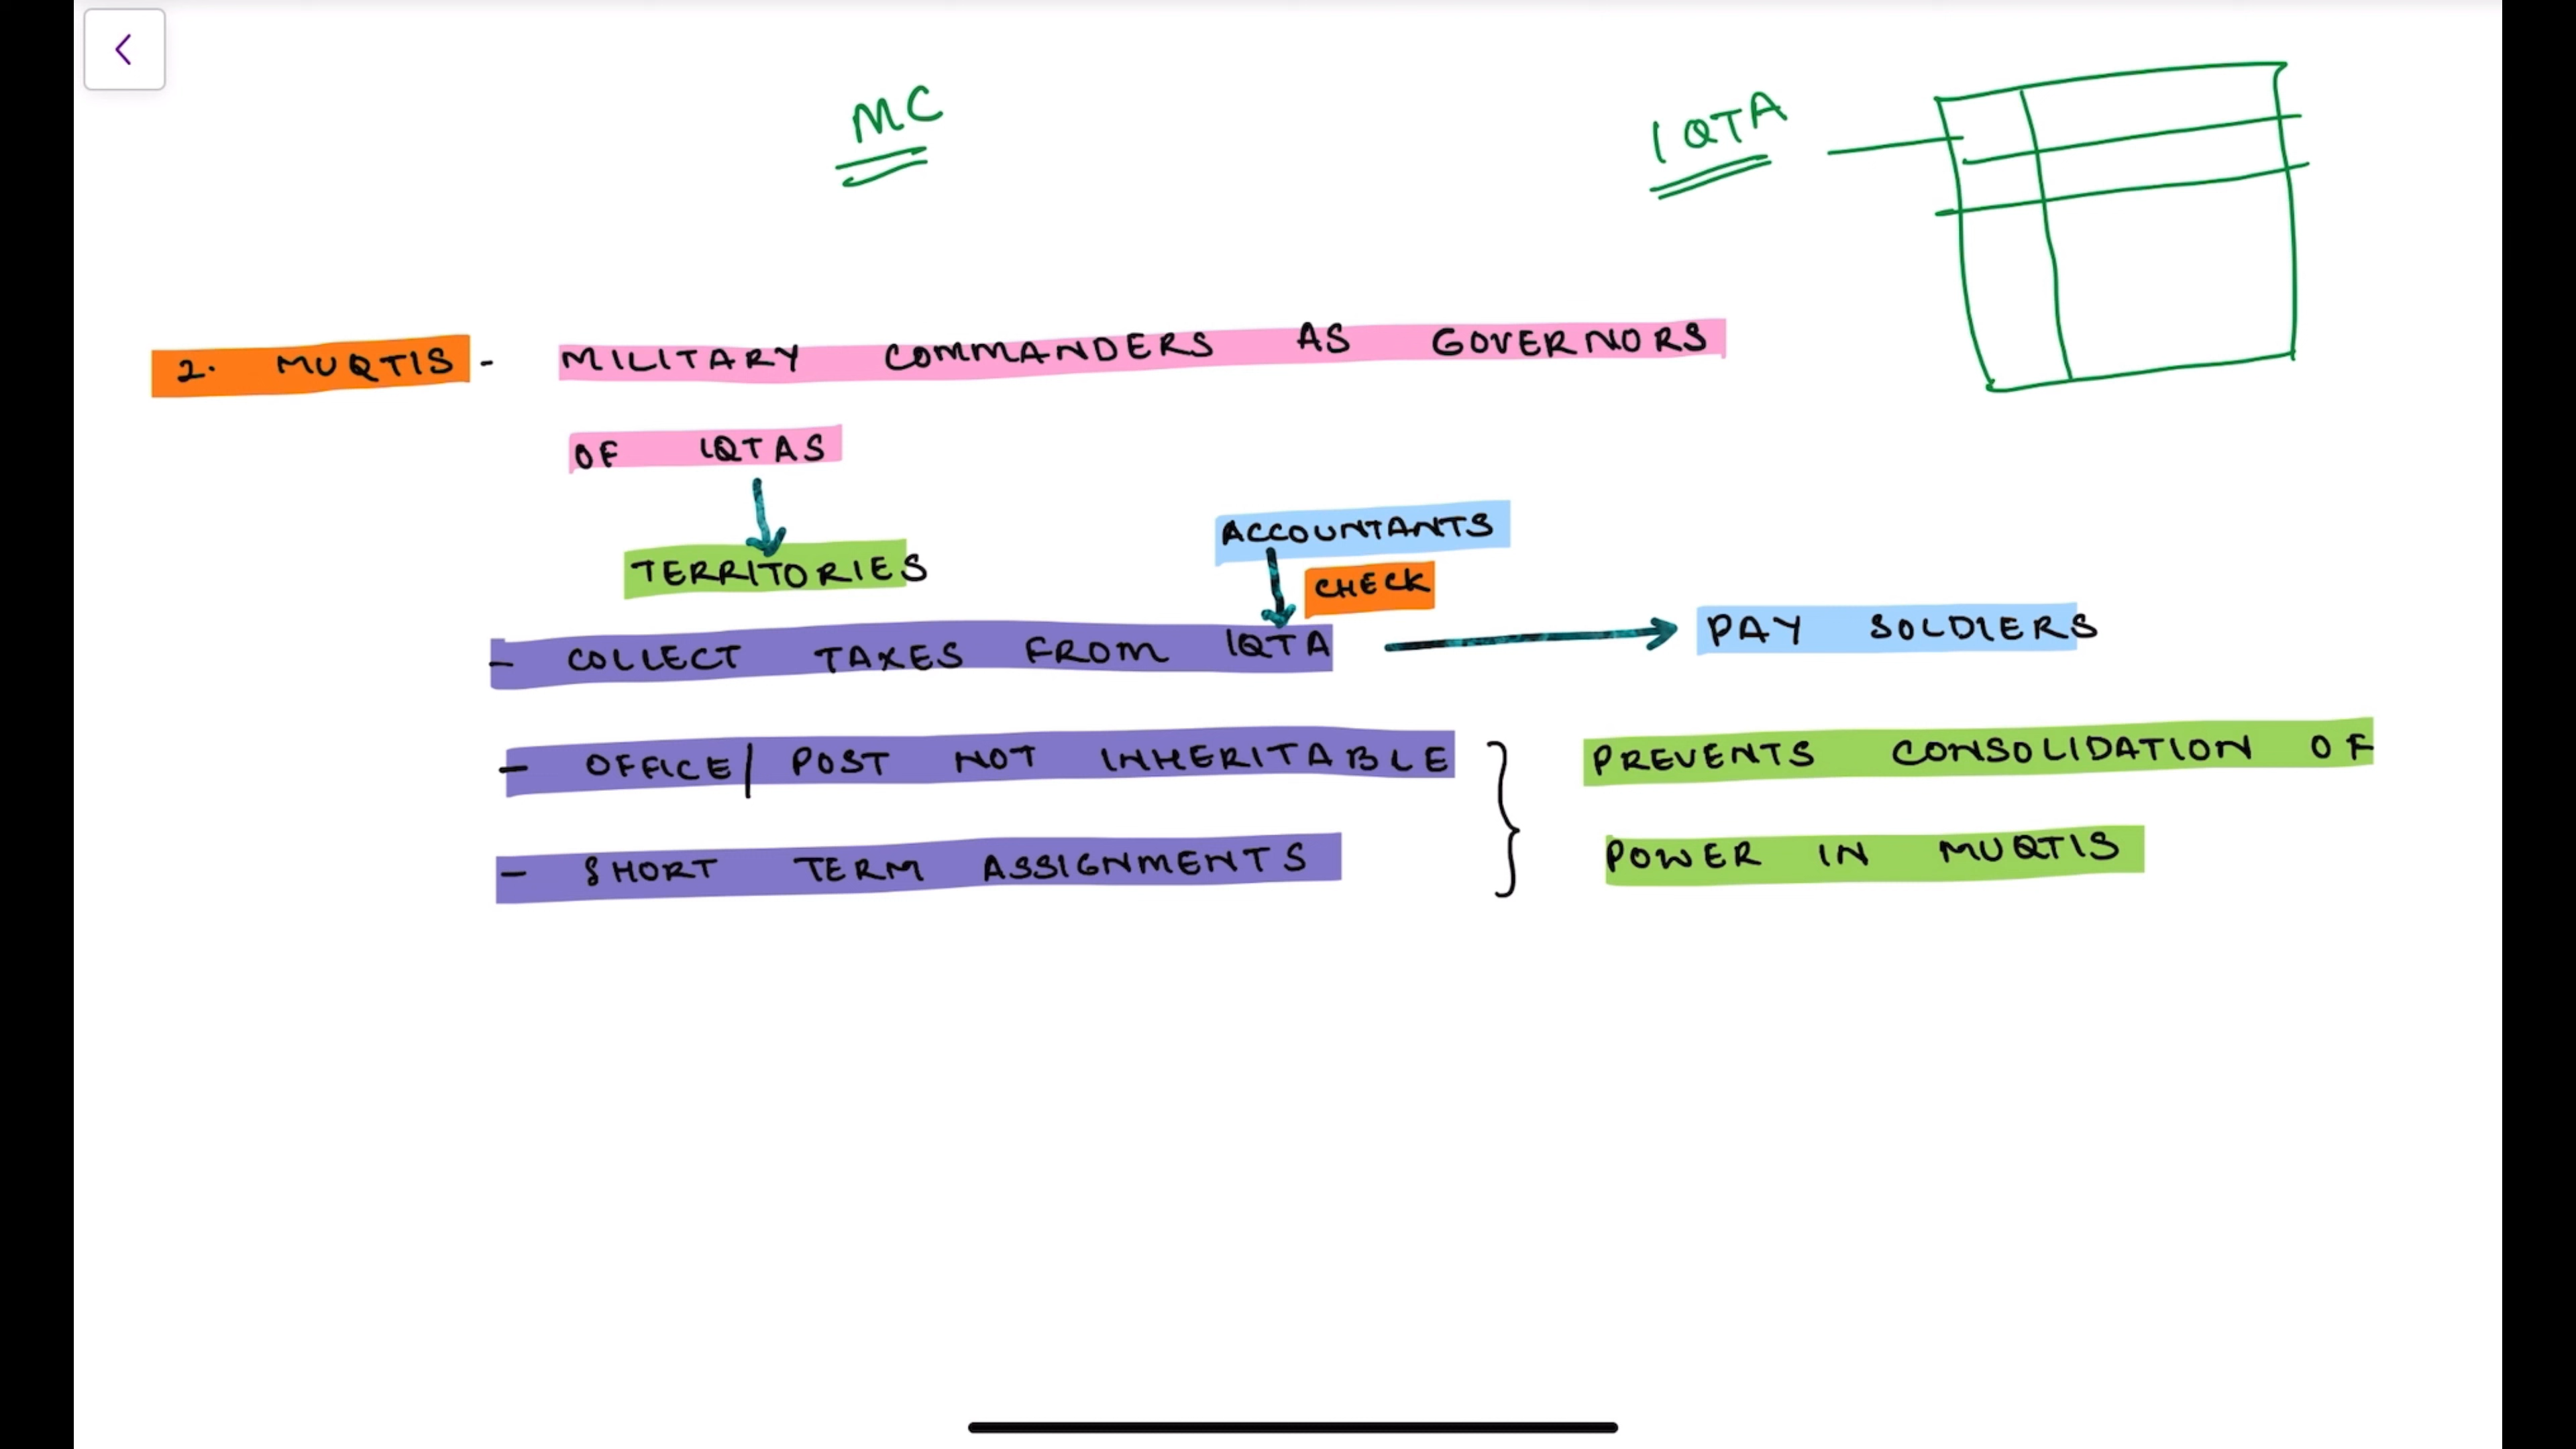 MC
IQTA
2. MUQTIS - MILITARY COMMANDERS AS GOVERNORS
OF IQTAS
TERRITORIES
ACCOUNTANTS
CHECK
- COLLECT TAXES FROM IQTA
PAY SOLDIERS
- OFFICE/ POST NOT INHERITABLE
PREVENTS CONSOLIDATION OF
- SHORT TERM ASSIGNMENTS
POWER IN MUQTIS